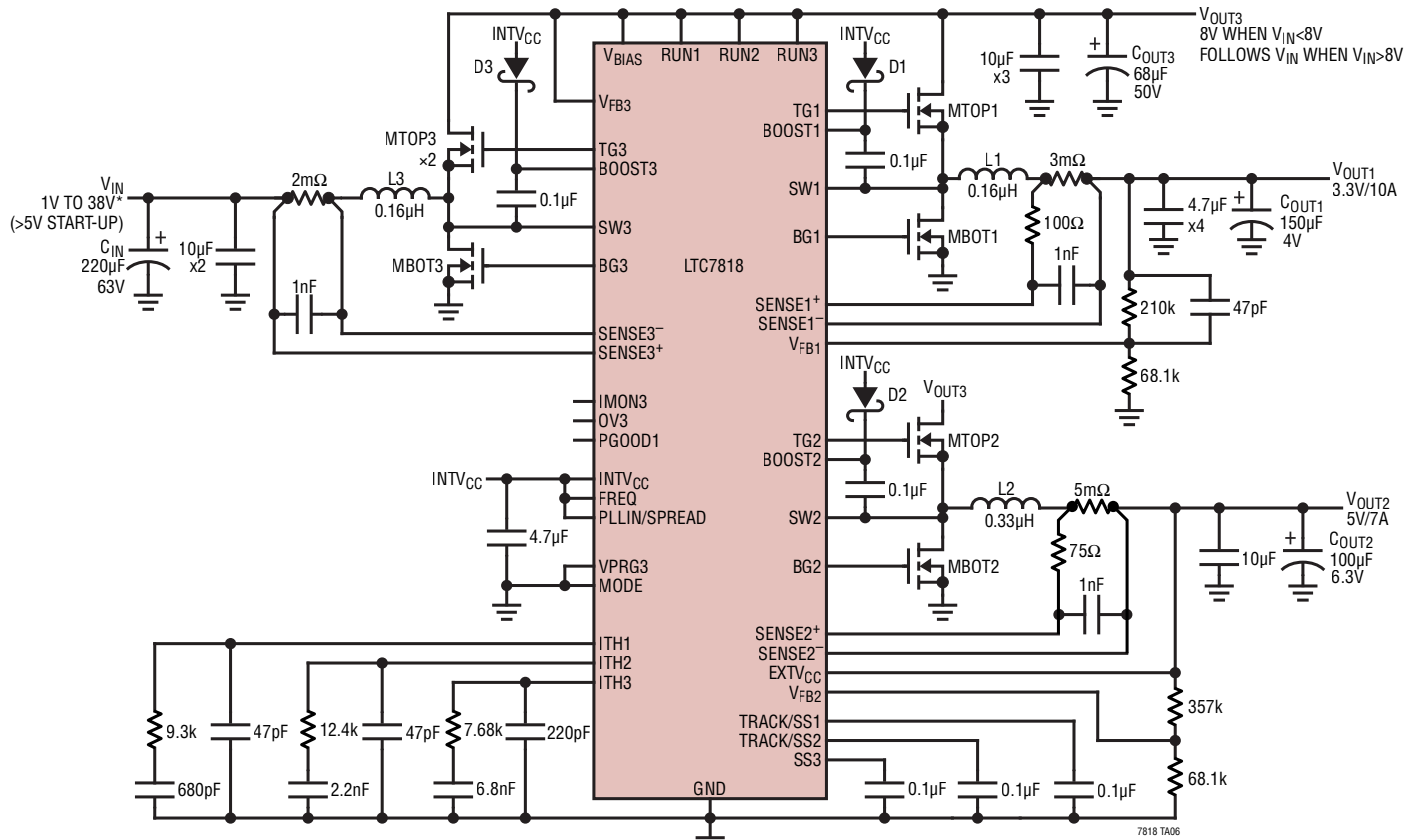 V_OUT3
8V WHEN V_IN<8V
FOLLOWS V_IN WHEN V_IN>8V
INTV_CC
D3
V_BIAS
RUN1
RUN2
RUN3
INTV_CC
D1
10µF
x3
+
C_OUT3
68µF
50V
V_FB3
TG1
BOOST1
MTOP1
MTOP3
×2
TG3
BOOST3
0.1µF
0.1µF
V_IN
1V TO 38V*
(>5V START-UP)
2mΩ
L3
0.16µH
SW1
L1
0.16µH
3mΩ
V_OUT1
3.3V/10A
C_IN
220µF
63V
+
10µF
x2
SW3
4.7µF
x4
+
C_OUT1
150µF
4V
MBOT3
BG3
LTC7818
BG1
MBOT1
100Ω
1nF
1nF
SENSE1+
SENSE1–
V_FB1
210k
47pF
68.1k
SENSE3–
SENSE3+
INTV_CC
D2
V_OUT3
IMON3
OV3
PGOOD1
TG2
BOOST2
MTOP2
0.1µF
INTV_CC
INTV_CC
FREQ
PLLIN/SPREAD
4.7µF
SW2
L2
0.33µH
5mΩ
V_OUT2
5V/7A
VPRG3
MODE
BG2
MBOT2
75Ω
1nF
10µF
+
C_OUT2
100µF
6.3V
ITH1
ITH2
ITH3
SENSE2+
SENSE2–
EXTV_CC
V_FB2
357k
68.1k
TRACK/SS1
TRACK/SS2
SS3
9.3k
47pF
12.4k
47pF
7.68k
220pF
680pF
2.2nF
6.8nF
GND
0.1µF
0.1µF
0.1µF
7818 TA06